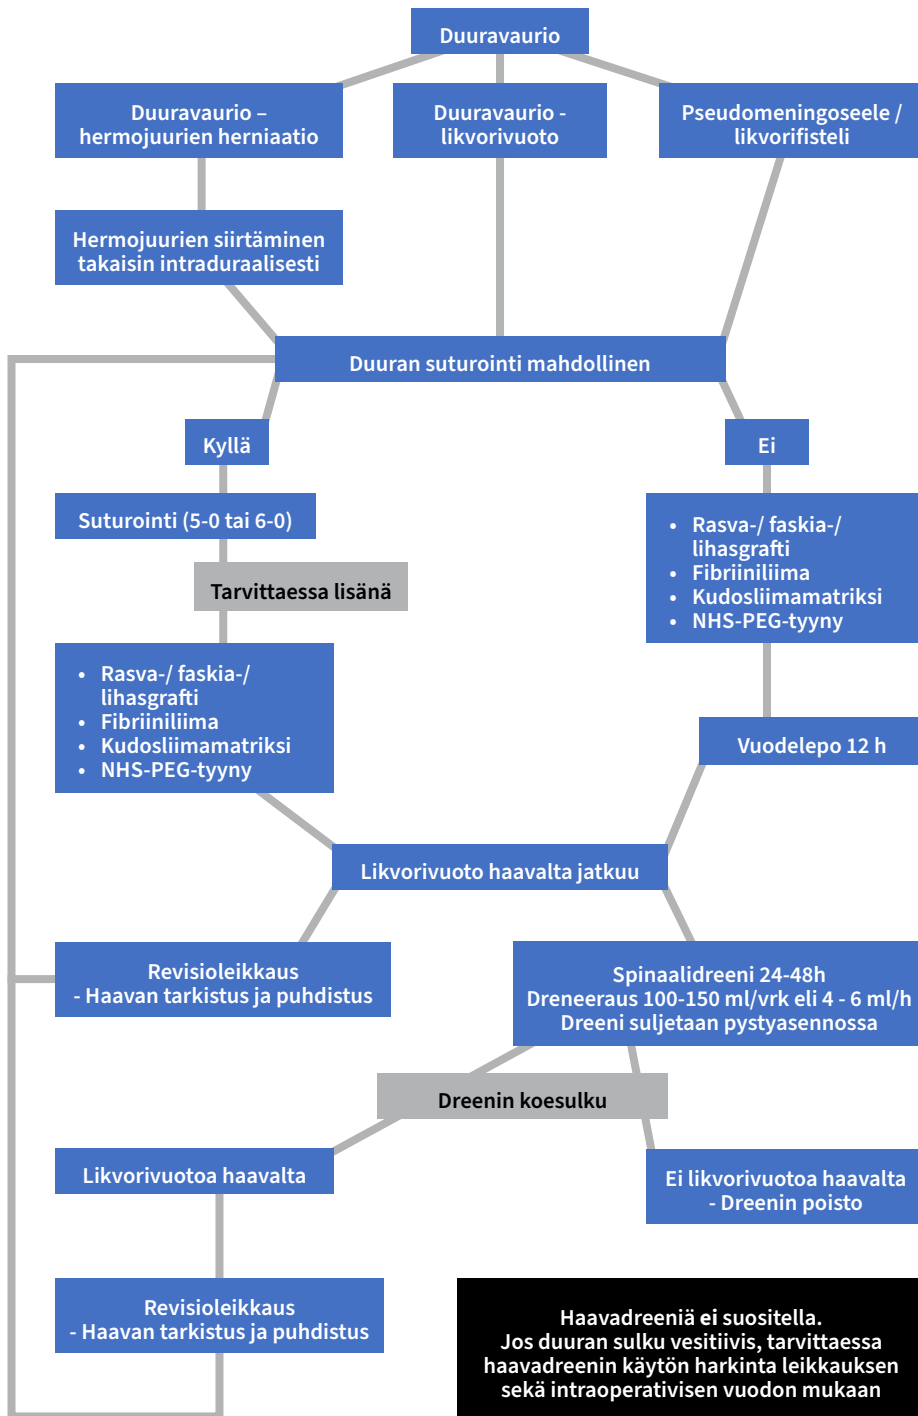 Duuravaurio
Duuravaurio –
hermojuurien herniaatio
Duuravaurio -
likvorivuoto
Pseudomeningoseele /
likvorifisteli
Hermojuurien siirtäminen
takaisin intraduraalisesti
Duuran suturointi mahdollinen
Kyllä
Ei
Suturointi (5-0 tai 6-0)
Tarvittaessa lisänä
• Rasva-/ faskia-/
lihasgrafti
• Fibriiniliima
• Kudosliimamatriksi
• NHS-PEG-tyyny
• Rasva-/ faskia-/
lihasgrafti
• Fibriiniliima
• Kudosliimamatriksi
• NHS-PEG-tyyny
Vuodelepo 12 h
Likvorivuoto haavalta jatkuu
Revisioleikkaus
- Haavan tarkistus ja puhdistus
Spinaalidreeni 24-48h
Dreneeraus 100-150 ml/vrk eli 4 - 6 ml/h
Dreeni suljetaan pystyasennossa
Dreenin koesulku
Likvorivuotoa haavalta
Ei likvorivuotoa haavalta
- Dreenin poisto
Revisioleikkaus
- Haavan tarkistus ja puhdistus
Haavadreeniä ei suositella.
Jos duuran sulku vesitiivis, tarvittaessa
haavadreenin käytön harkinta leikkauksen
sekä intraoperativisen vuodon mukaan